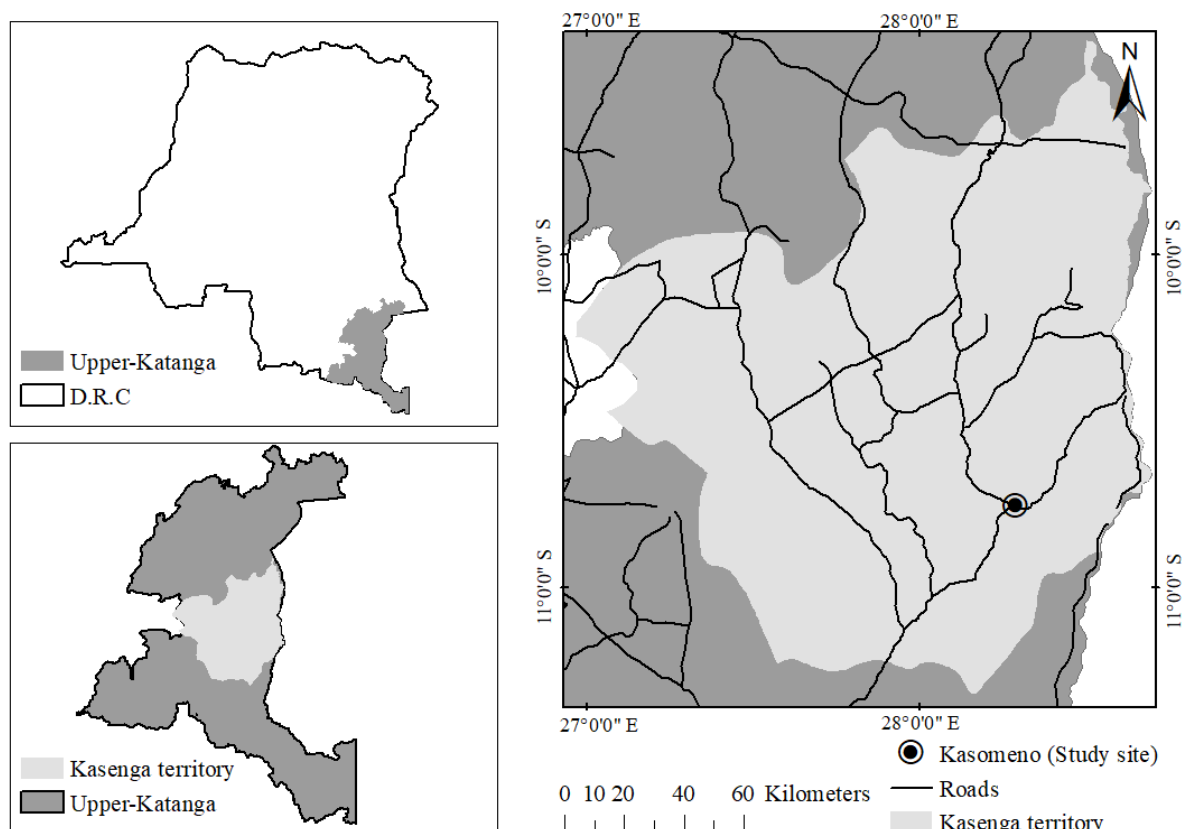 Upper-Katanga
D.R.C
Kasenga territory
Upper-Katanga
27°0'0" E
28°0'0" E
N
10°0'0" S
10°0'0" S
11°0'0" S
11°0'0" S
27°0'0" E
28°0'0" E
Kasomeno (Study site)
Roads
Kasenga territory
0 10 20 40 60 Kilometers